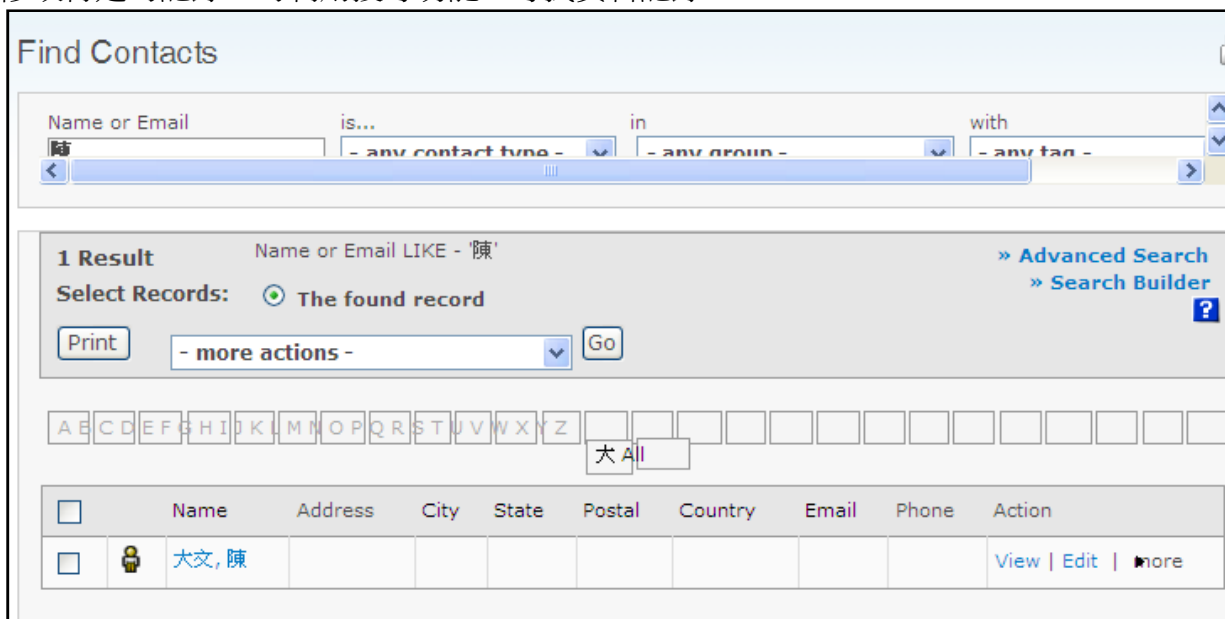 Find Contacts
Name or Email is... in with
陳 - any contact type - - any group - - any tag -
1 Result Name or Email LIKE - '陳' » Advanced Search
» Search Builder
Select Records: The found record
?
Print - more actions - Go
A B C D E F G H I J K L M N O P Q R S T U V W X Y Z
大 All
Name Address City State Postal Country Email Phone Action
大文, 陳 View | Edit | more